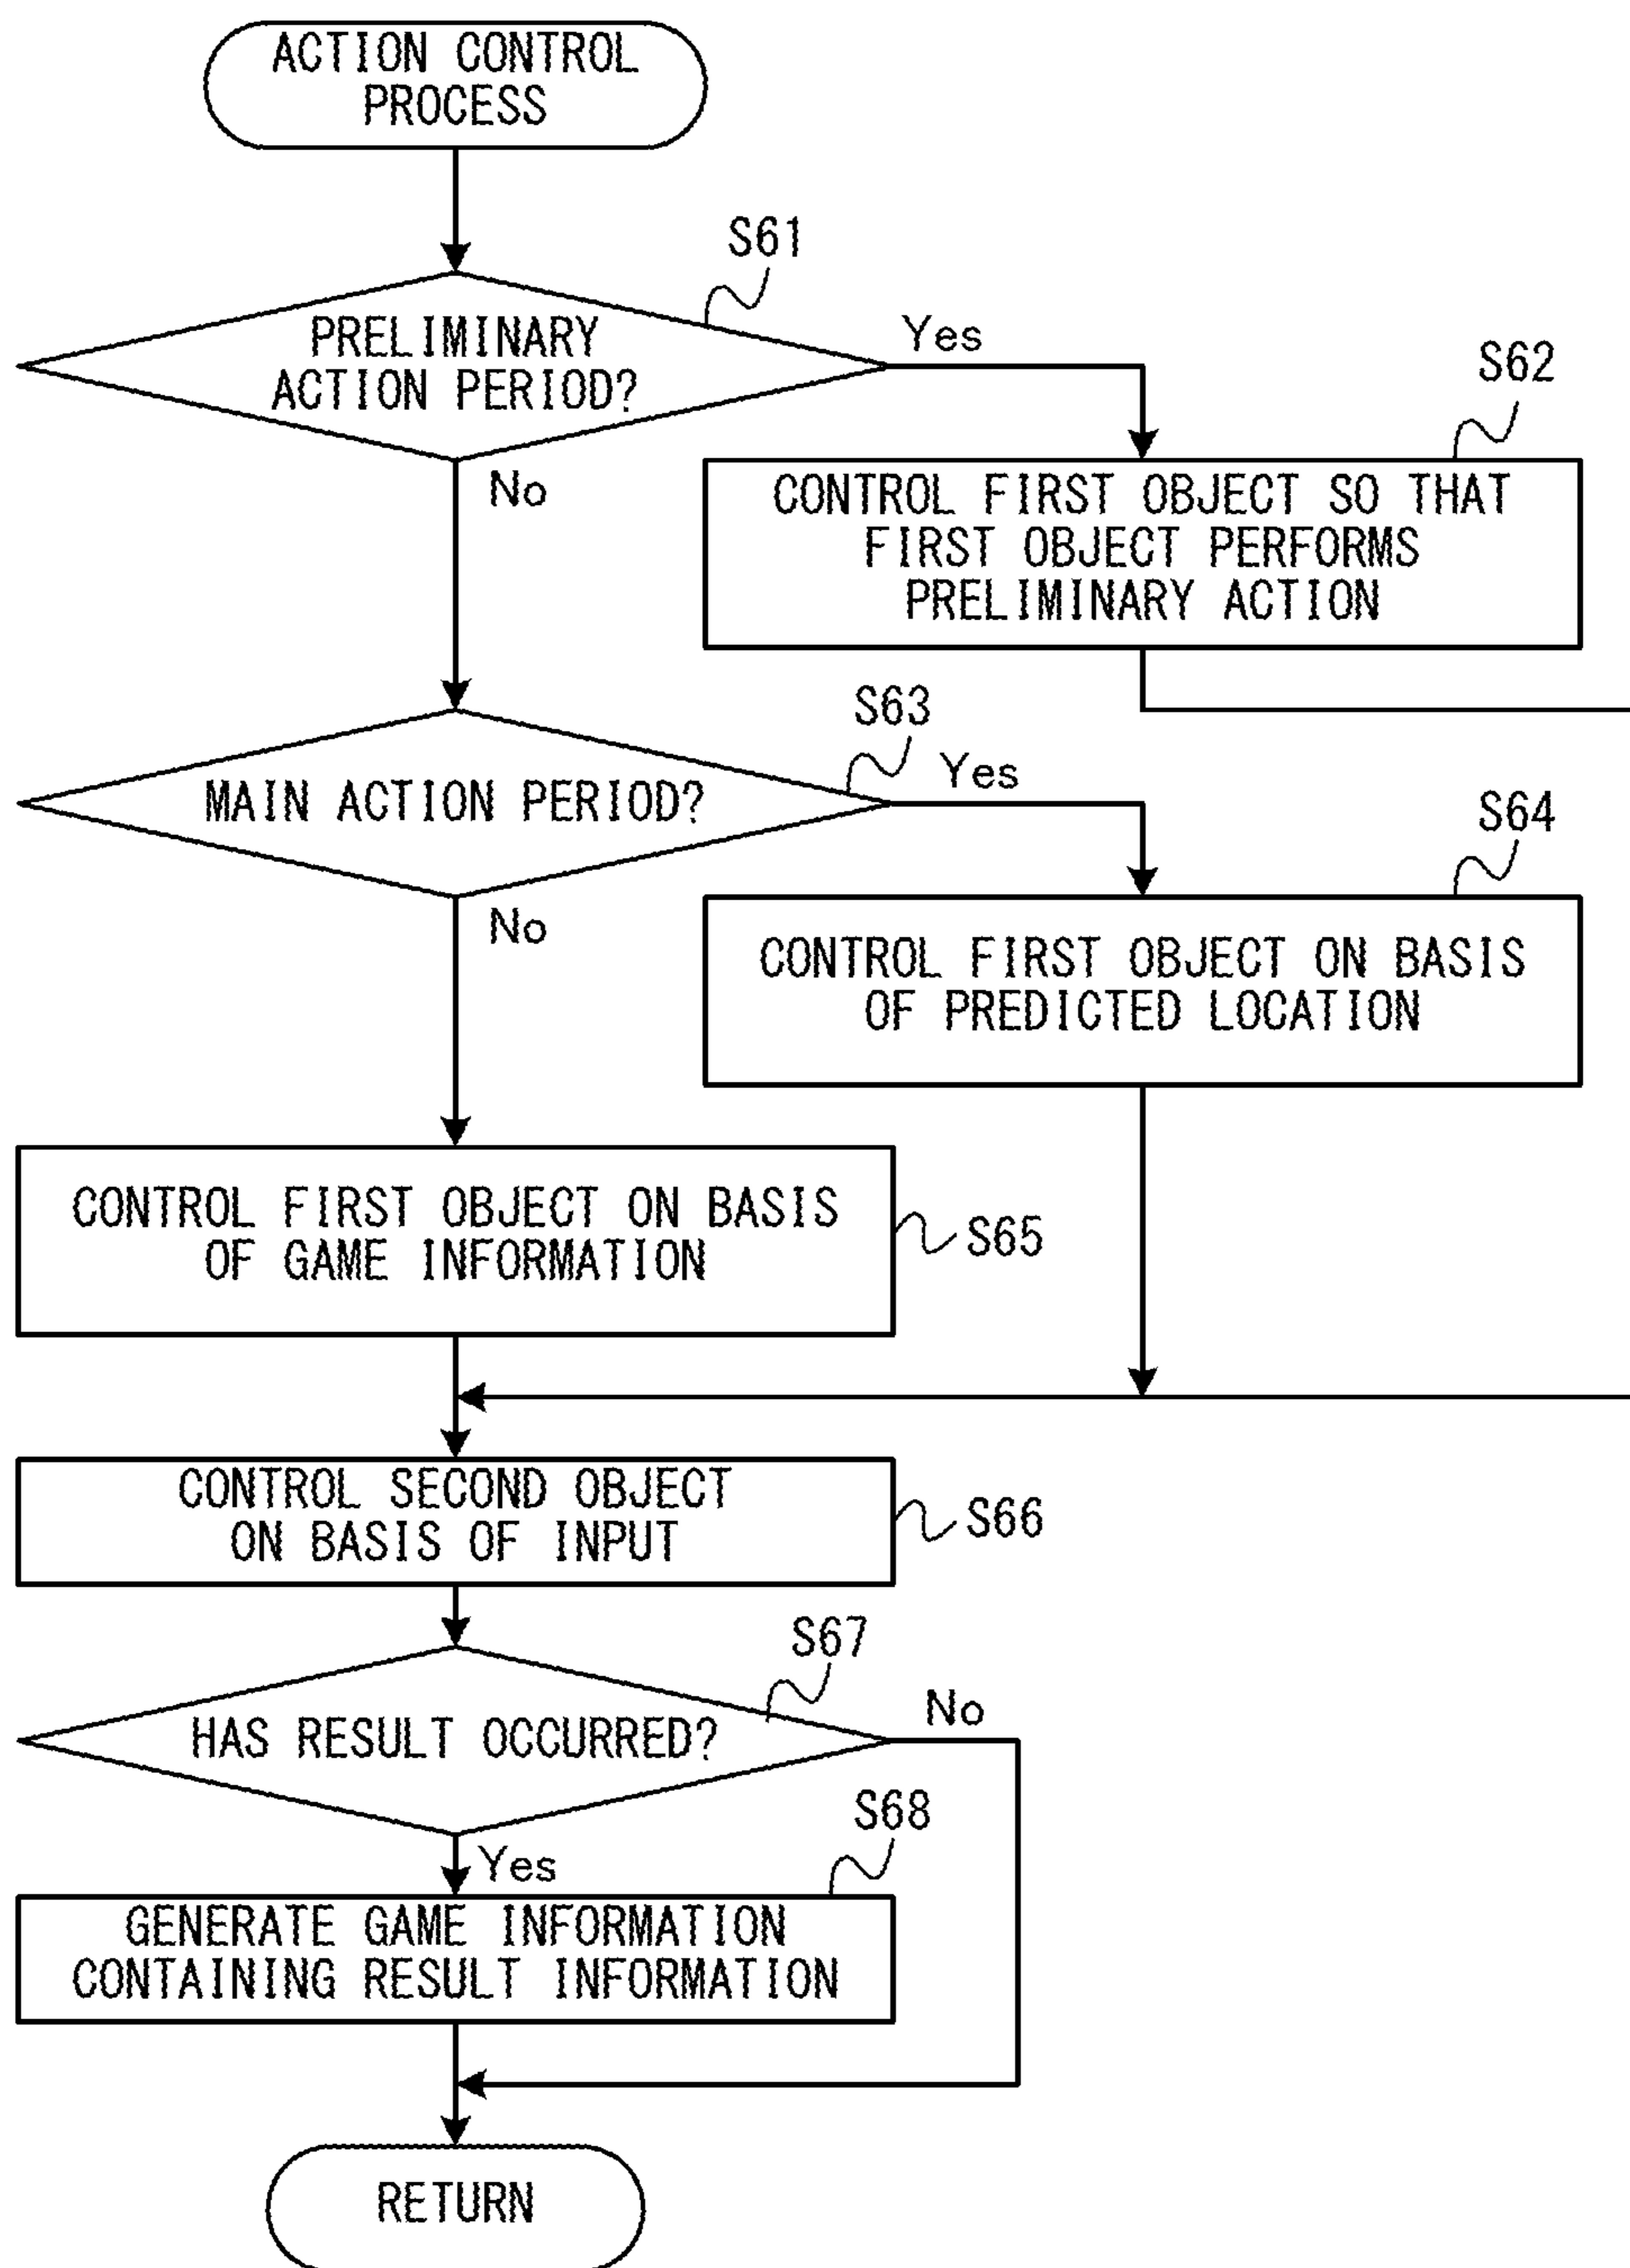 ACTION CONTROL
PROCESS
S61
PRELIMINARY
ACTION PERIOD?
Yes
No
S62
CONTROL FIRST OBJECT SO THAT
FIRST OBJECT PERFORMS
PRELIMINARY ACTION
S63
MAIN ACTION PERIOD?
Yes
No
S64
CONTROL FIRST OBJECT ON BASIS
OF PREDICTED LOCATION
CONTROL FIRST OBJECT ON BASIS
OF GAME INFORMATION
S65
CONTROL SECOND OBJECT
ON BASIS OF INPUT
S66
S67
HAS RESULT OCCURRED?
No
Yes
S68
GENERATE GAME INFORMATION
CONTAINING RESULT INFORMATION
RETURN